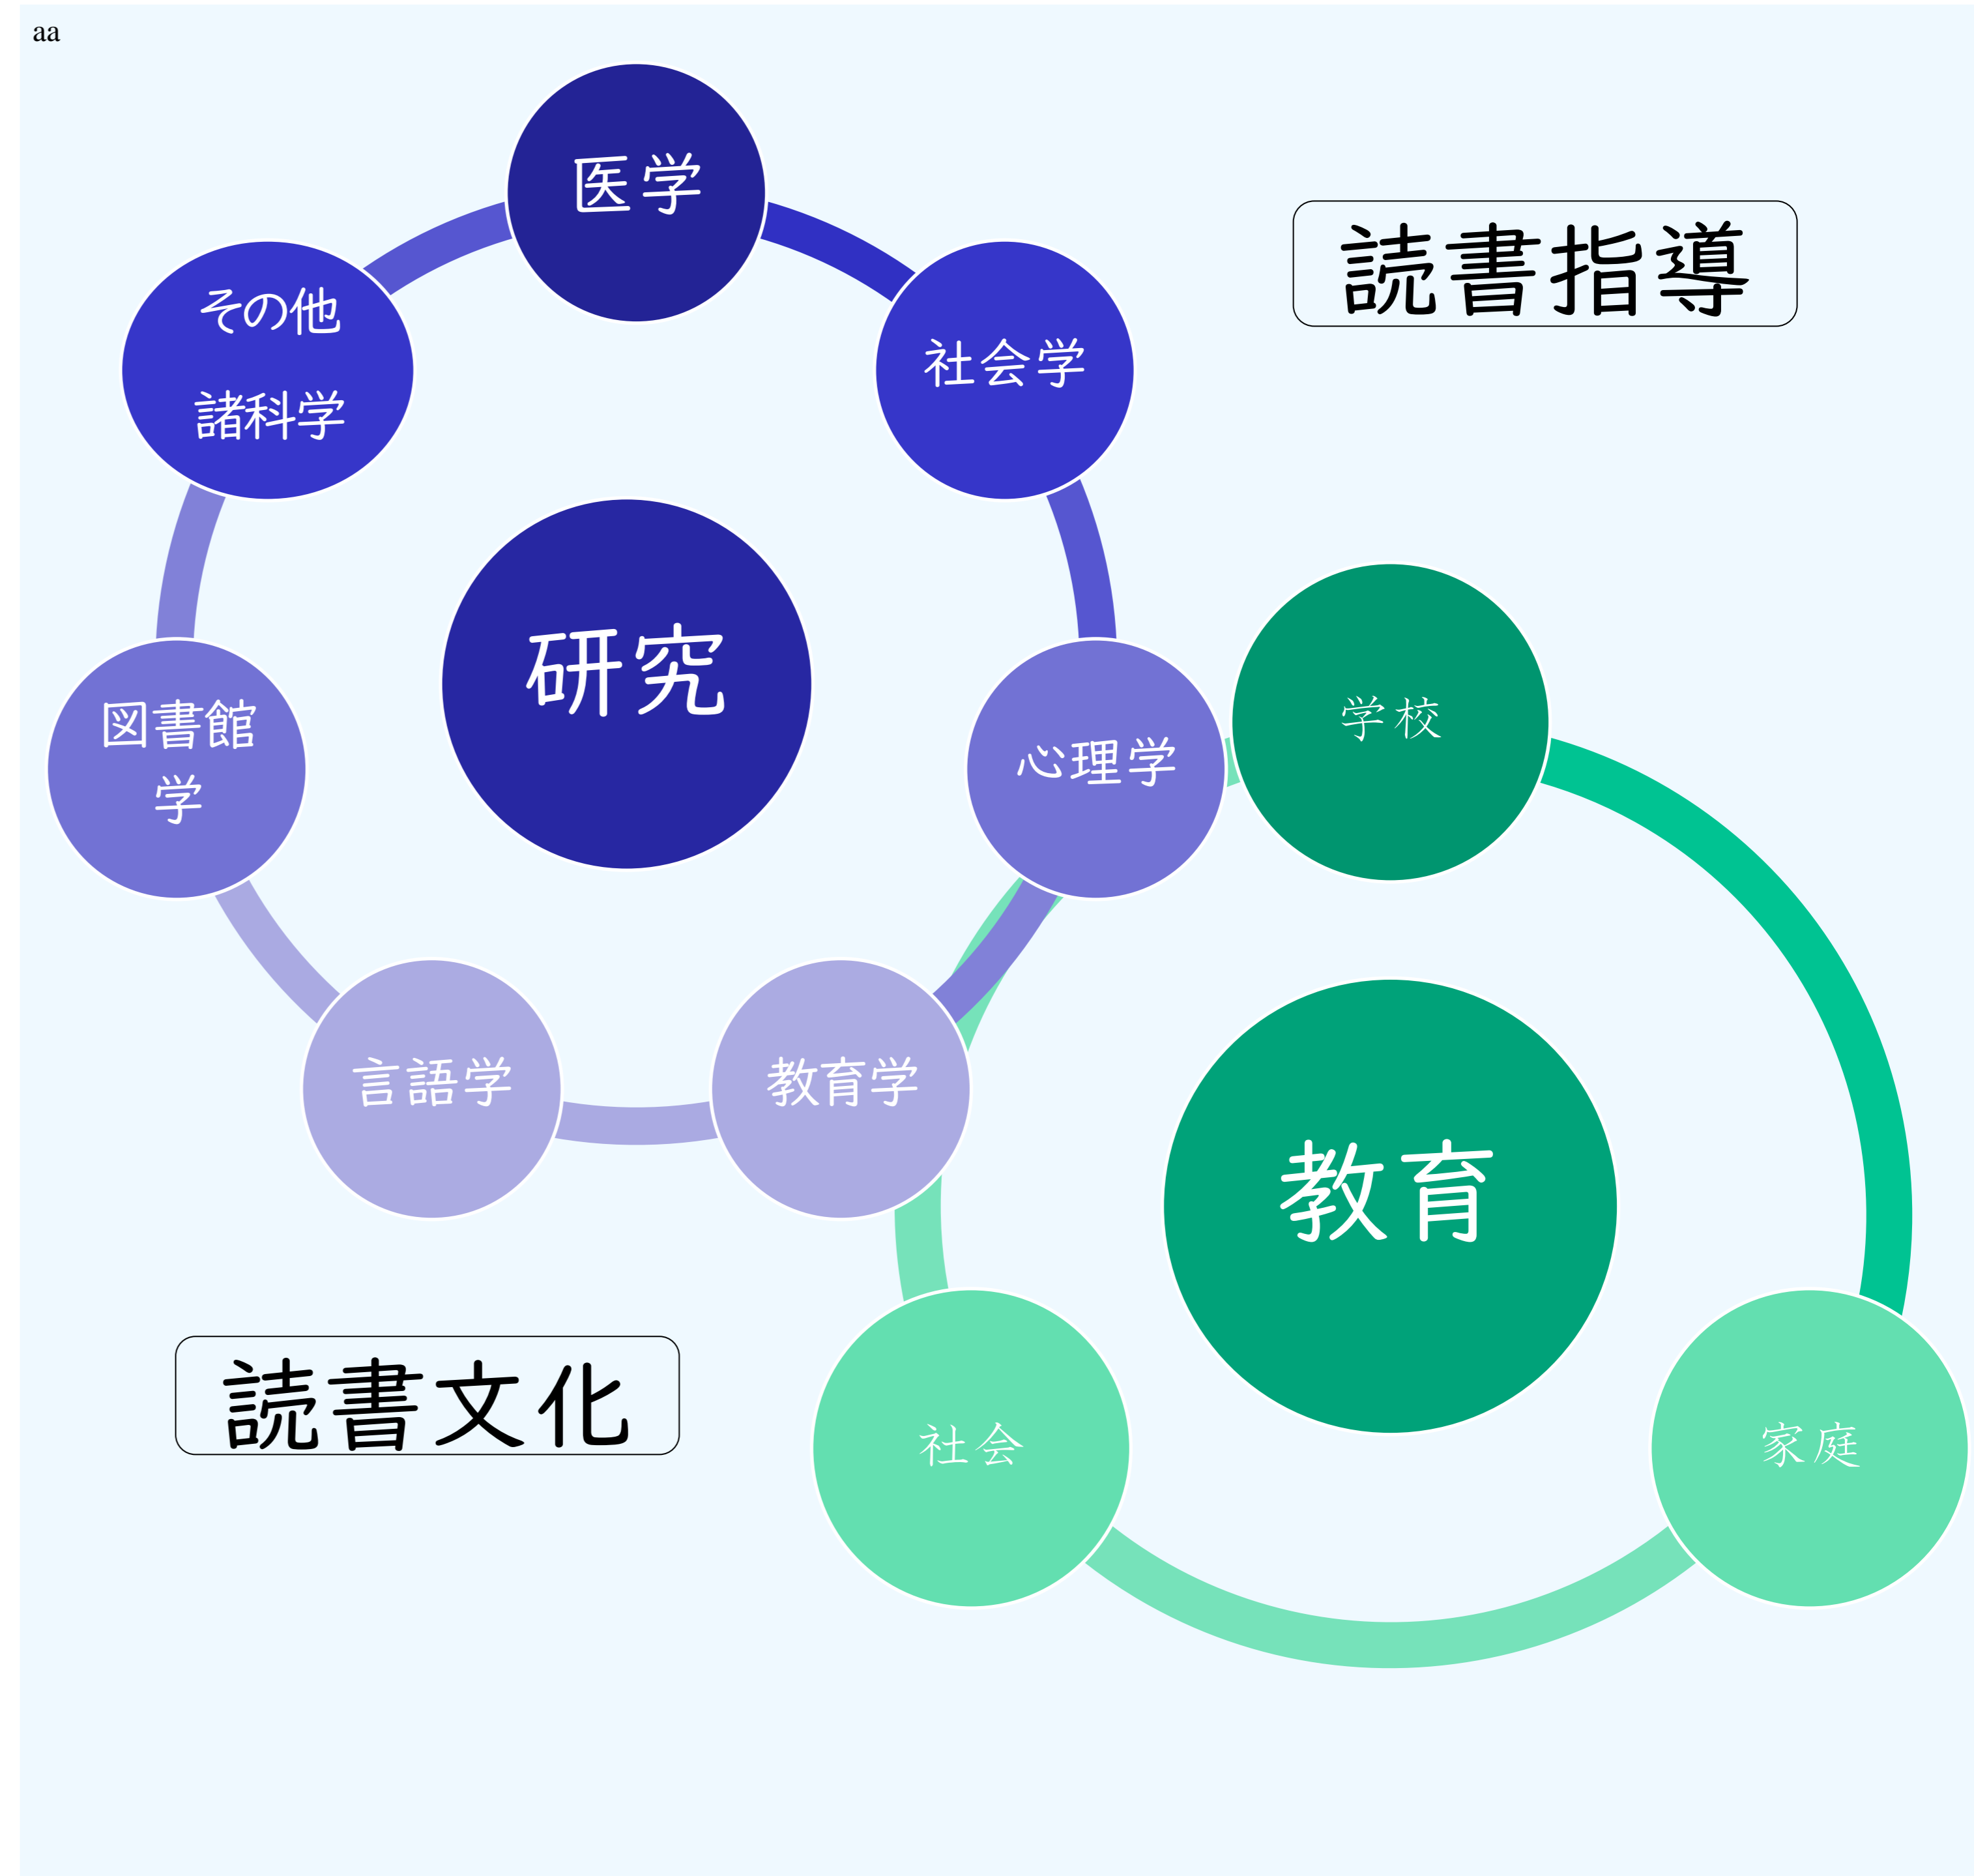 aa
医学
読書指導
その他
諸科学
社会学
研究
学校
図書館
学
心理学
言語学
教育学
教育
読書文化
社会
家庭